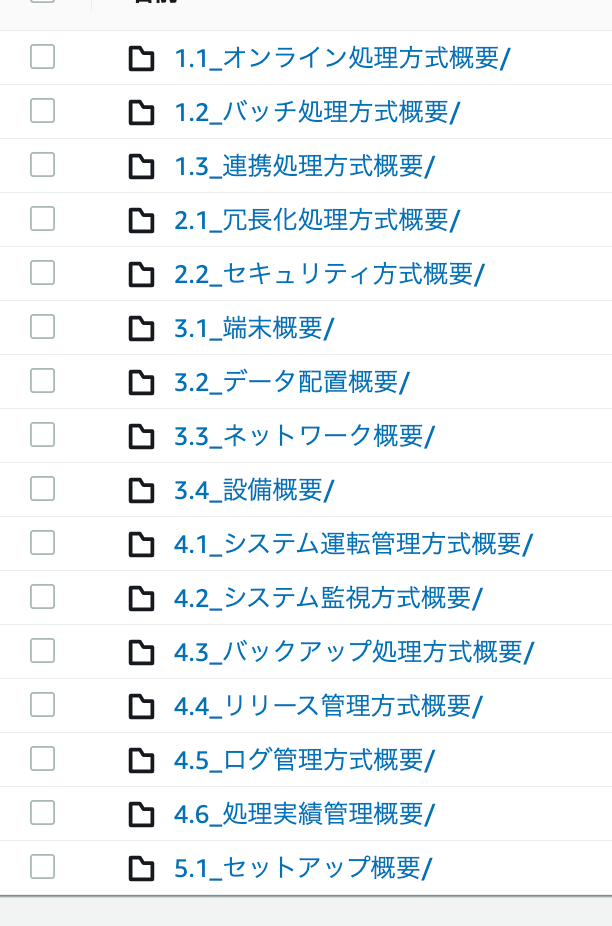 1.1_オンライン処理方式概要/
1.2_バッチ処理方式概要/
1.3_連携処理方式概要/
2.1_冗長化処理方式概要/
2.2_セキュリティ方式概要/
3.1_端末概要/
3.2_データ配置概要/
3.3_ネットワーク概要/
3.4_設備概要/
4.1_システム運転管理方式概要/
4.2_システム監視方式概要/
4.3_バックアップ処理方式概要/
4.4_リリース管理方式概要/
4.5_ログ管理方式概要/
4.6_処理実績管理概要/
5.1_セットアップ概要/